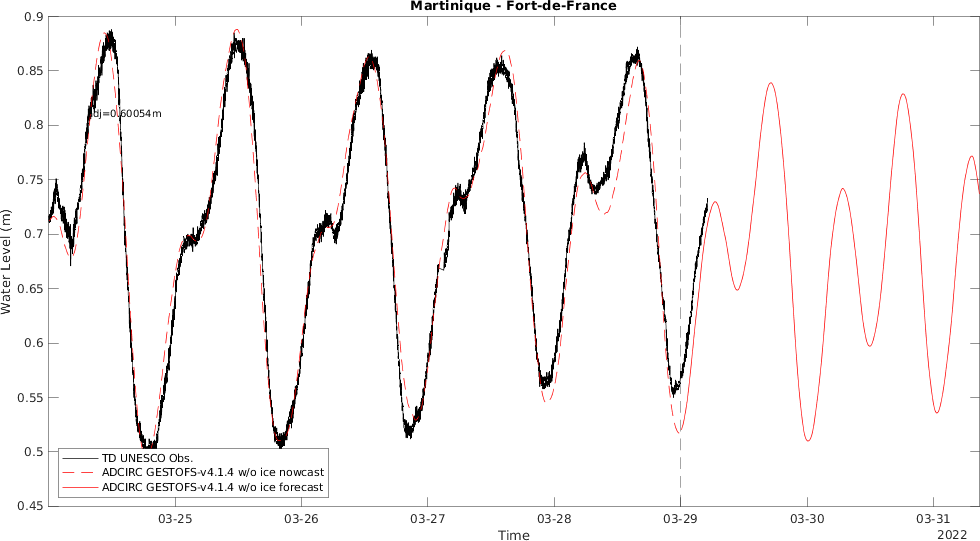 Martinique - Fort-de-France
Water Level (m)
0.9
0.85
0.8
0.75
0.7
0.65
0.6
0.55
0.5
0.45
dj=0.60054m
TD UNESCO Obs.
ADCIRC GESTOFS-v4.1.4 w/o ice nowcast
ADCIRC GESTOFS-v4.1.4 w/o ice forecast
03-25
03-26
03-27
03-28
03-29
03-30
03-31
Time
2022